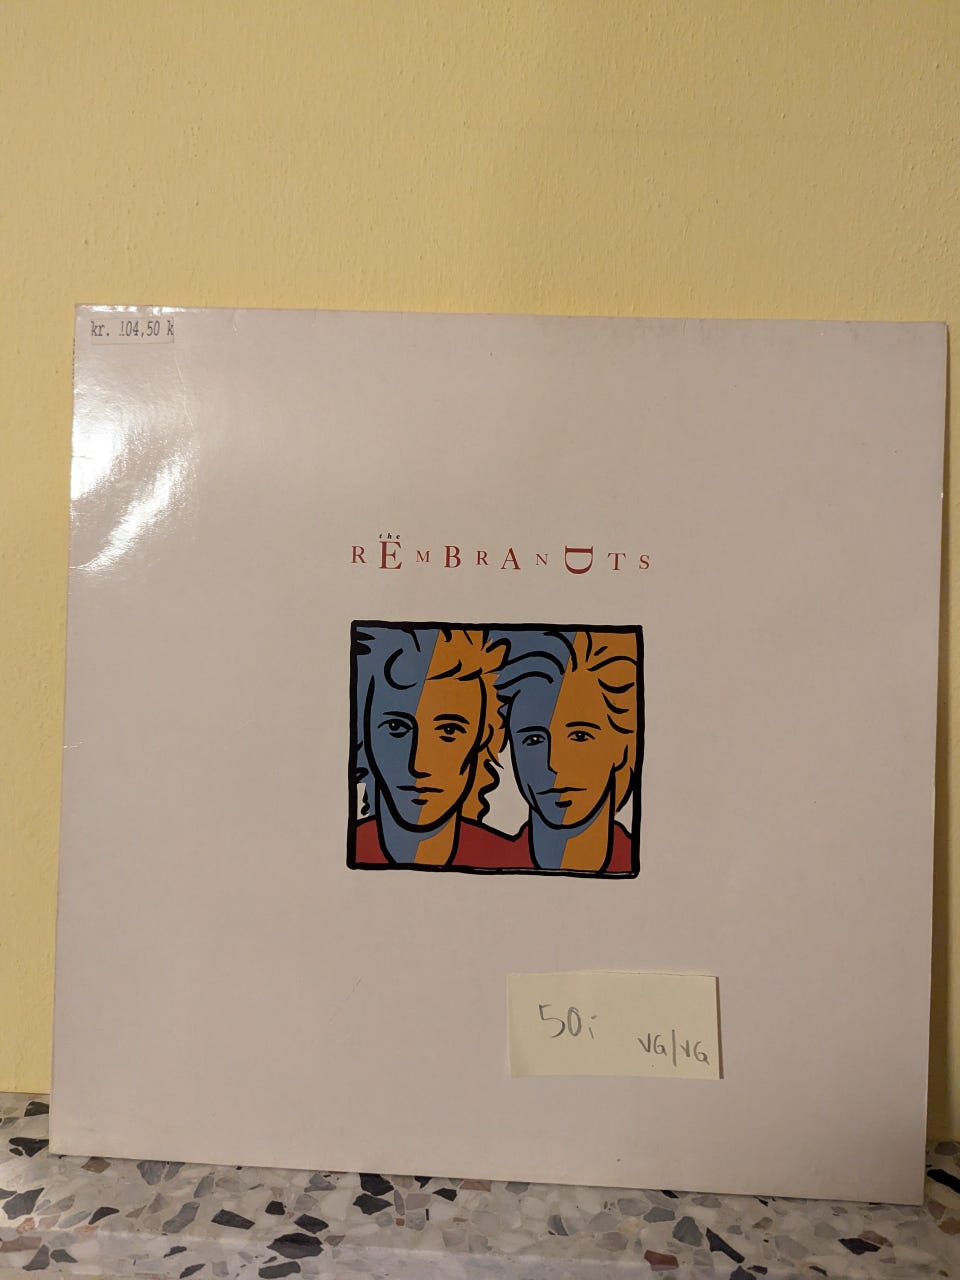 kr. 104,50 k
the
REMBRANDTS
50;
VG/VG